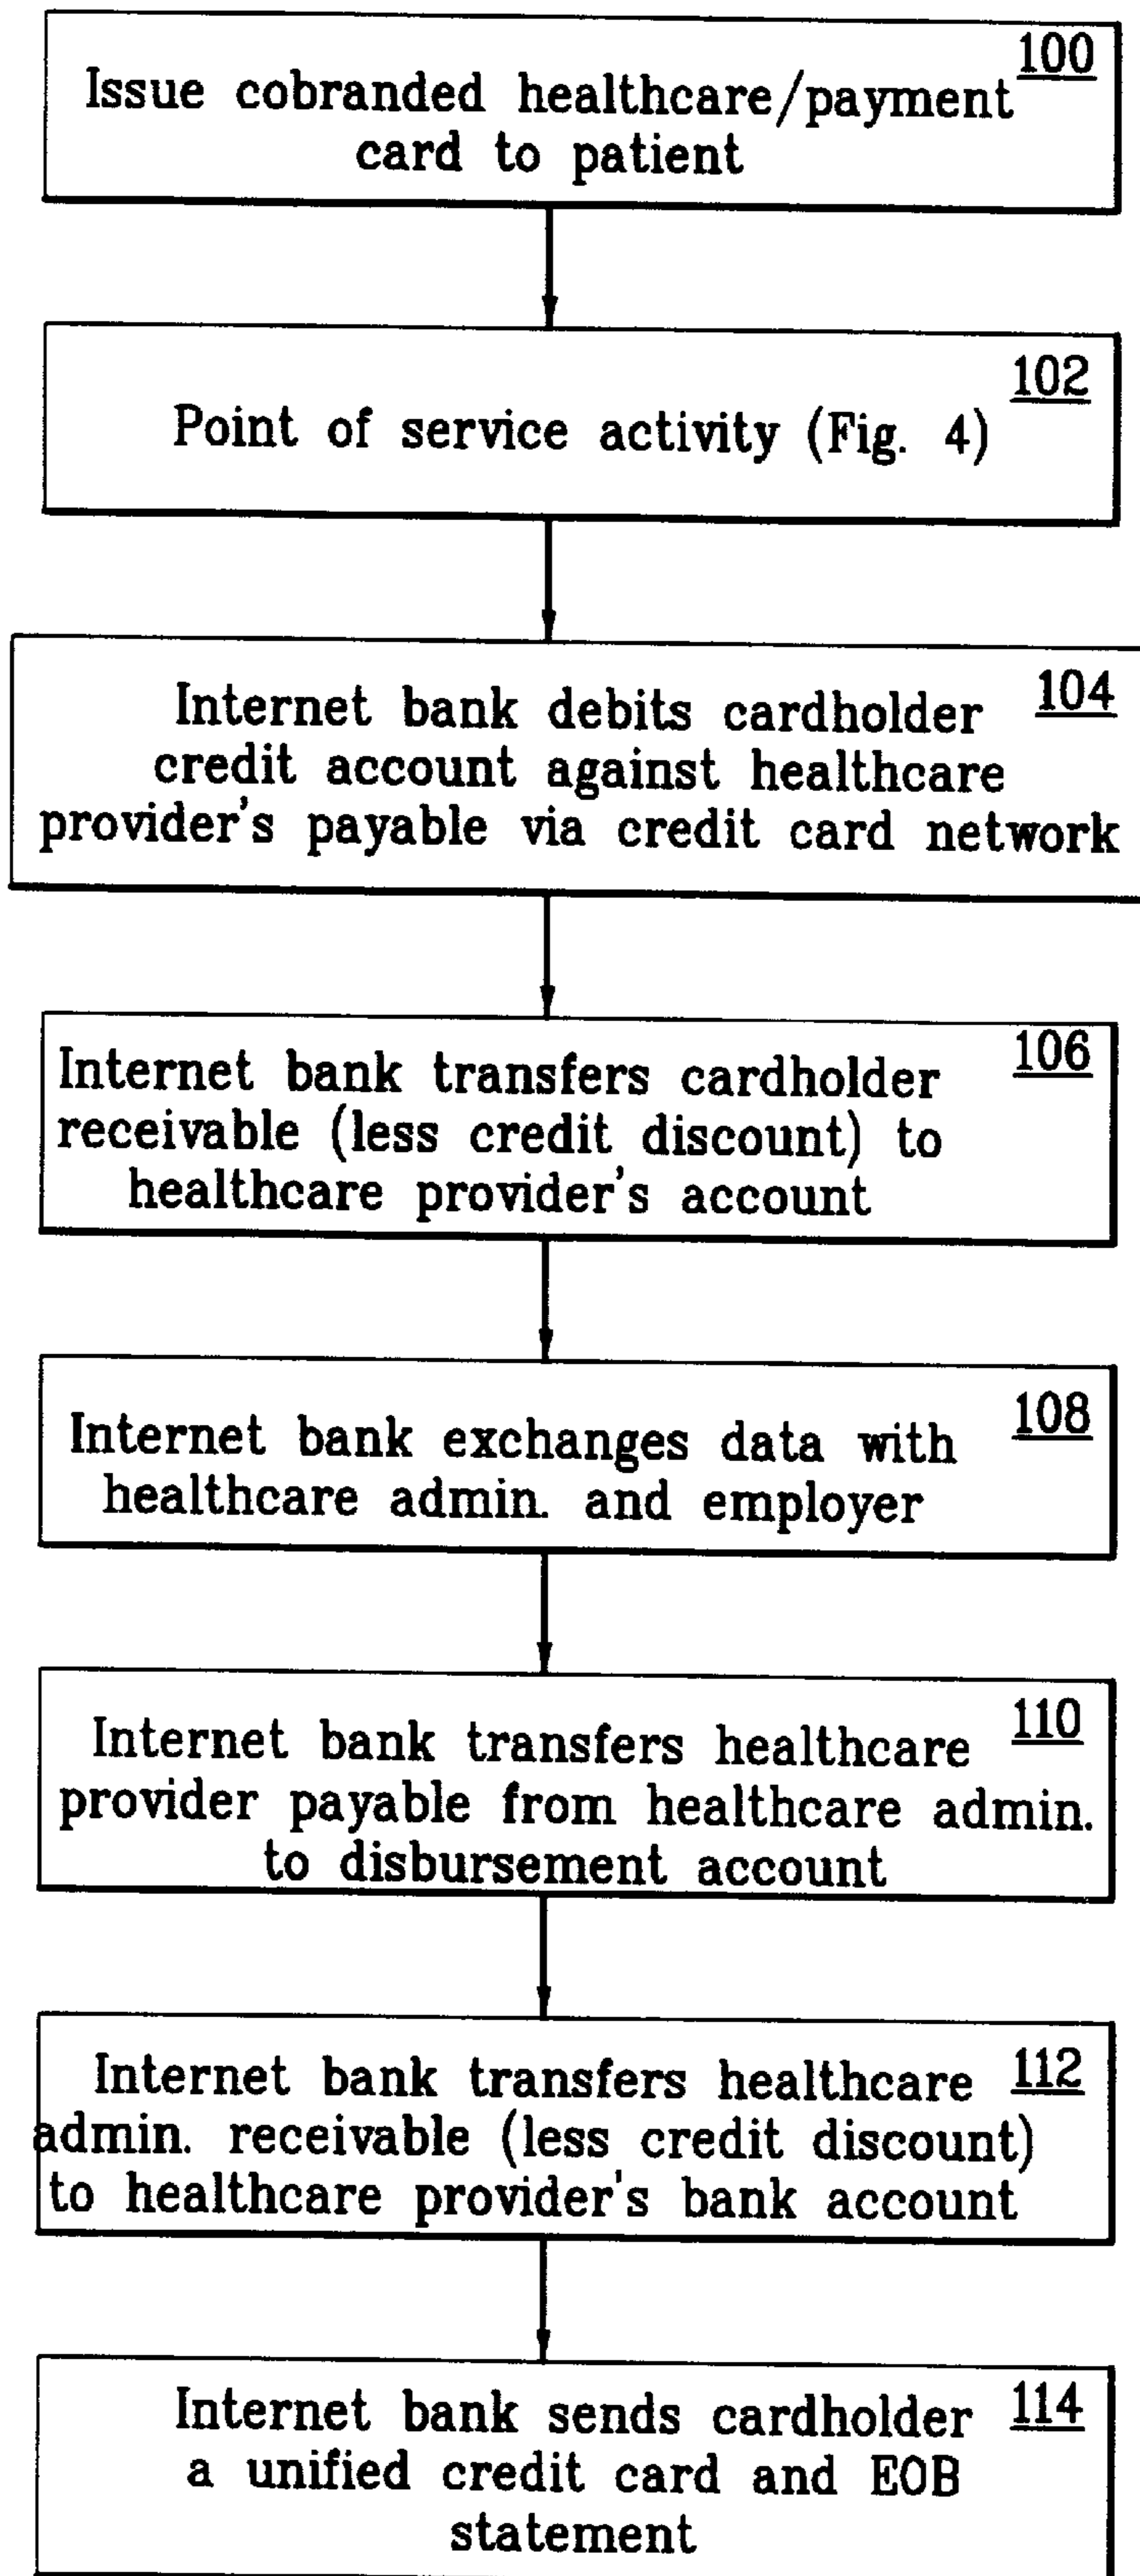 100
Issue cobranded healthcare/payment
card to patient
102
Point of service activity (Fig. 4)
104
Internet bank debits cardholder
credit account against healthcare
provider's payable via credit card network
106
Internet bank transfers cardholder
receivable (less credit discount) to
healthcare provider's account
108
Internet bank exchanges data with
healthcare admin. and employer
110
Internet bank transfers healthcare
provider payable from healthcare admin.
to disbursement account
112
Internet bank transfers healthcare
admin. receivable (less credit discount)
to healthcare provider's bank account
114
Internet bank sends cardholder
a unified credit card and EOB
statement